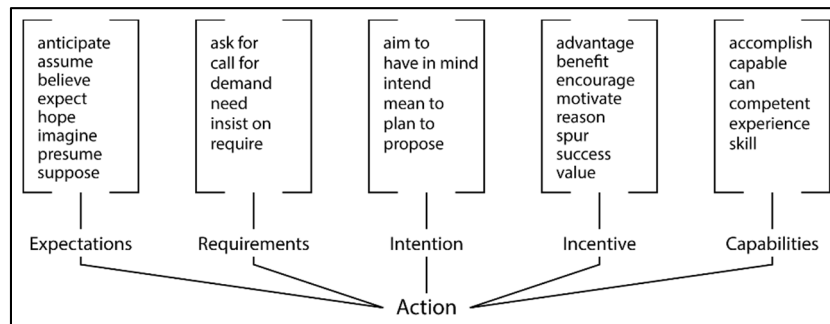 anticipate
assume
believe
expect
hope
imagine
presume
suppose
ask for
call for
demand
need
insist on
require
aim to
have in mind
intend
mean to
plan to
propose
advantage
benefit
encourage
motivate
reason
spur
success
value
accomplish
capable
can
competent
experience
skill
Expectations
Requirements
Intention
Incentive
Capabilities
Action